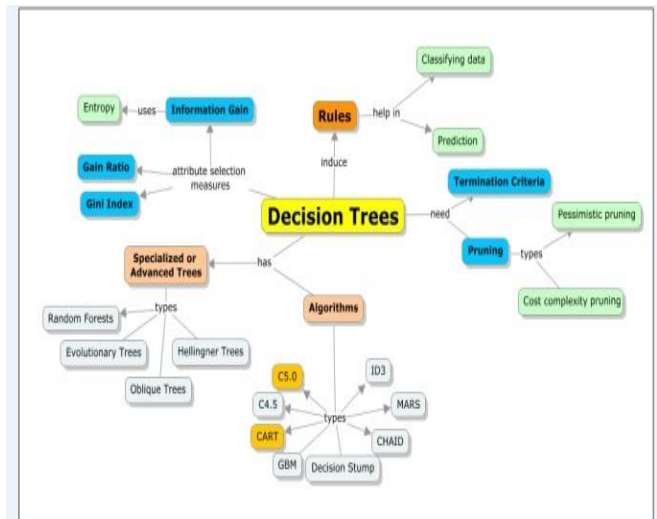 Classifying data
Entropy
uses
Information Gain
Rules
help in
Prediction
Gain Ratio
attribute selection
measures
induce
Termination Criteria
Gini Index
Decision Trees
need
Pessimistic pruning
Pruning
types
Specialized or
Advanced Trees
has
Cost complexity pruning
Algorithms
types
Random Forests
Evolutionary Trees
Hellingner Trees
Oblique Trees
C5.0
ID3
C4.5
MARS
types
CART
CHAID
GBM
Decision Stump